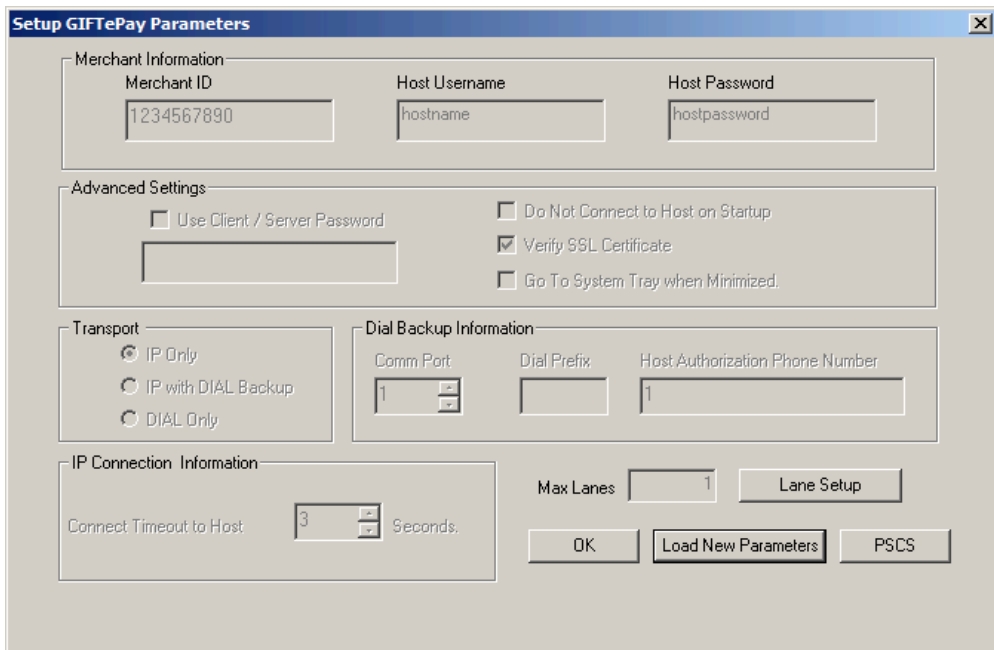 Setup GIFTePay Parameters
Merchant Information
Merchant ID Host Username Host Password
1234567890 hostname hostpassword
Advanced Settings
Use Client / Server Password
Do Not Connect to Host on Startup
Verify SSL Certificate
Go To System Tray when Minimized.
Transport
IP Only
IP with DIAL Backup
DIAL Only
Dial Backup Information
Comm Port Dial Prefix Host Authorization Phone Number
1 1
IP Connection Information
Connect Timeout to Host 3 Seconds.
Max Lanes 1 Lane Setup
OK Load New Parameters PSCS